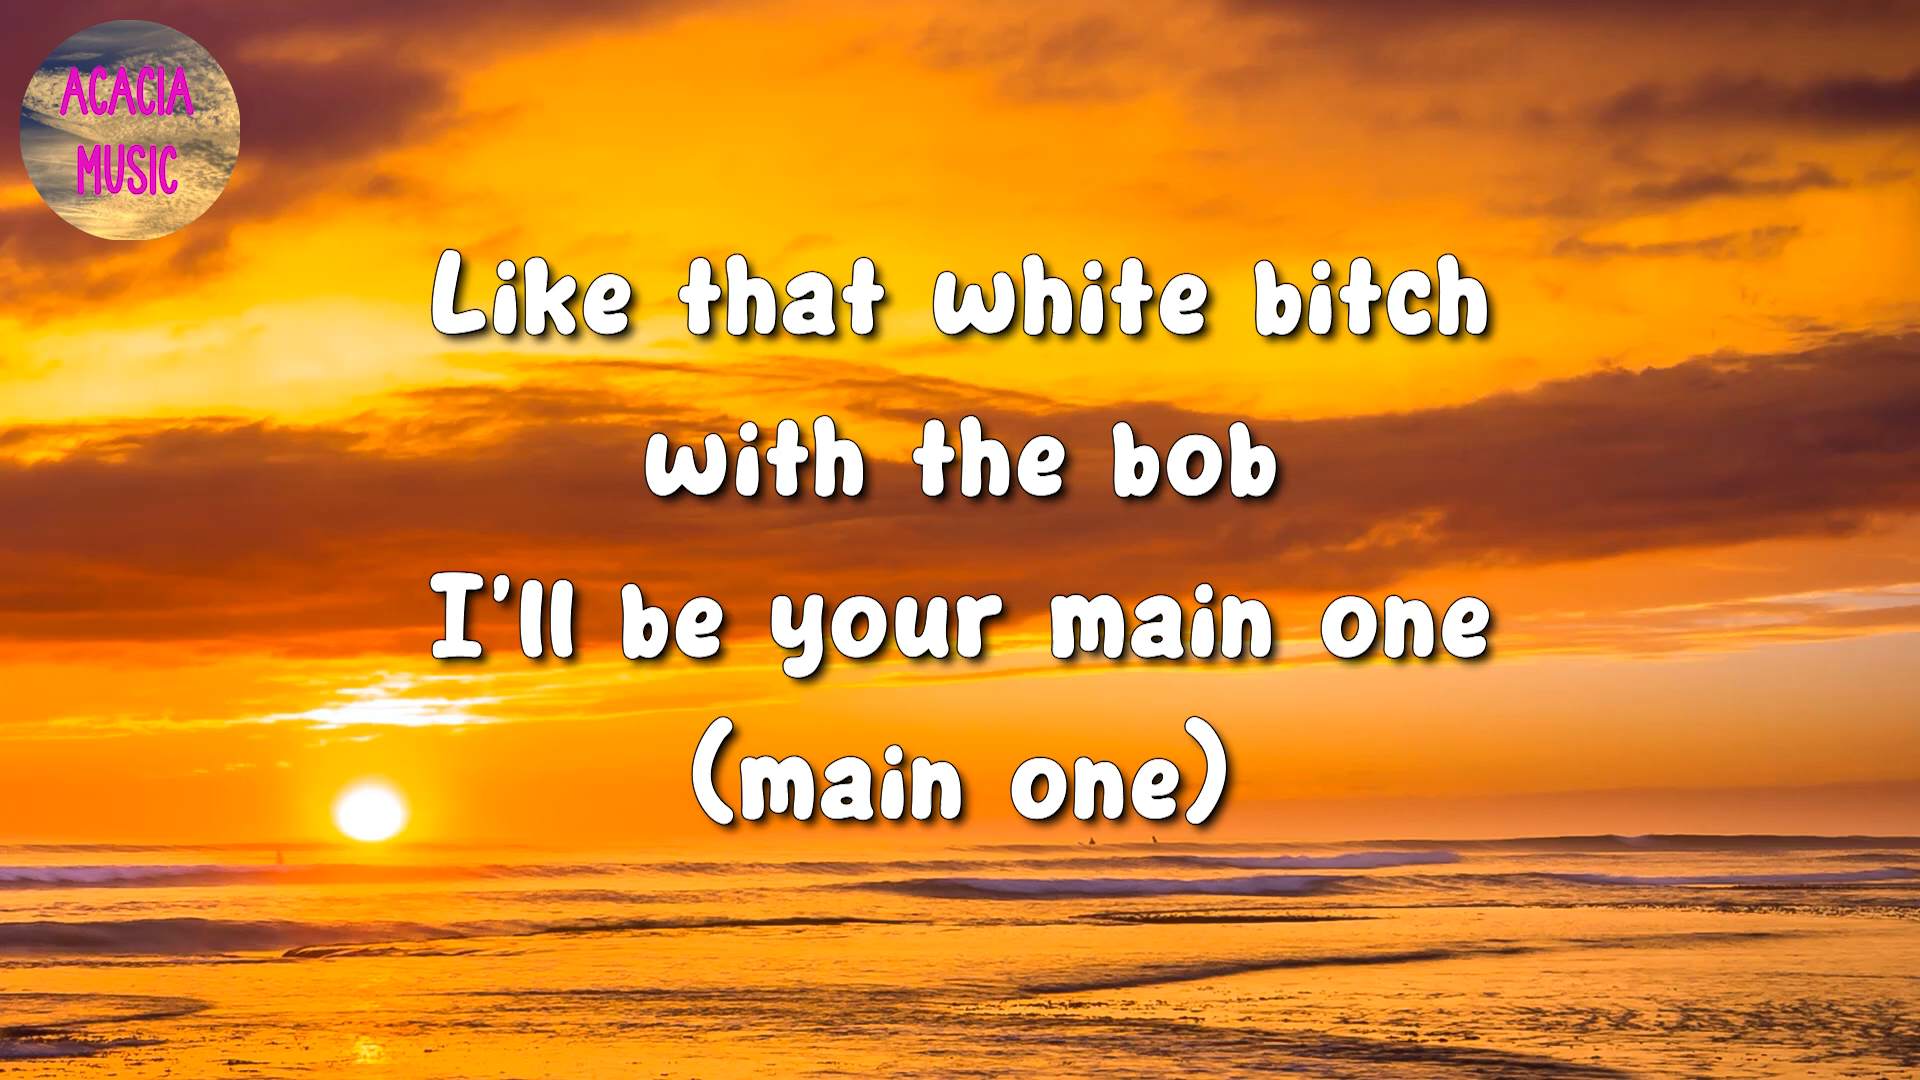 ACACIA
MUSIC
Like that white bitch
with the bob
I'll be your main one
(main one)